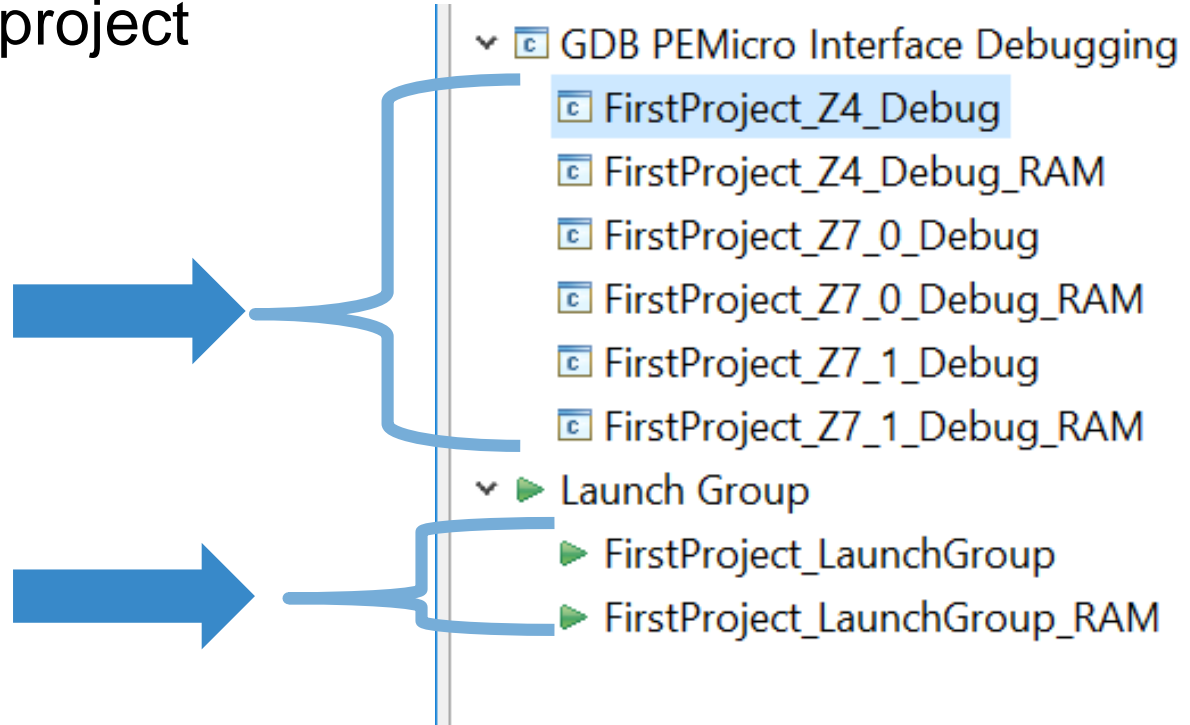 project
GDB PEMicro Interface Debugging
FirstProject_Z4_Debug
FirstProject_Z4_Debug_RAM
FirstProject_Z7_0_Debug
FirstProject_Z7_0_Debug_RAM
FirstProject_Z7_1_Debug
FirstProject_Z7_1_Debug_RAM
Launch Group
FirstProject_LaunchGroup
FirstProject_LaunchGroup_RAM